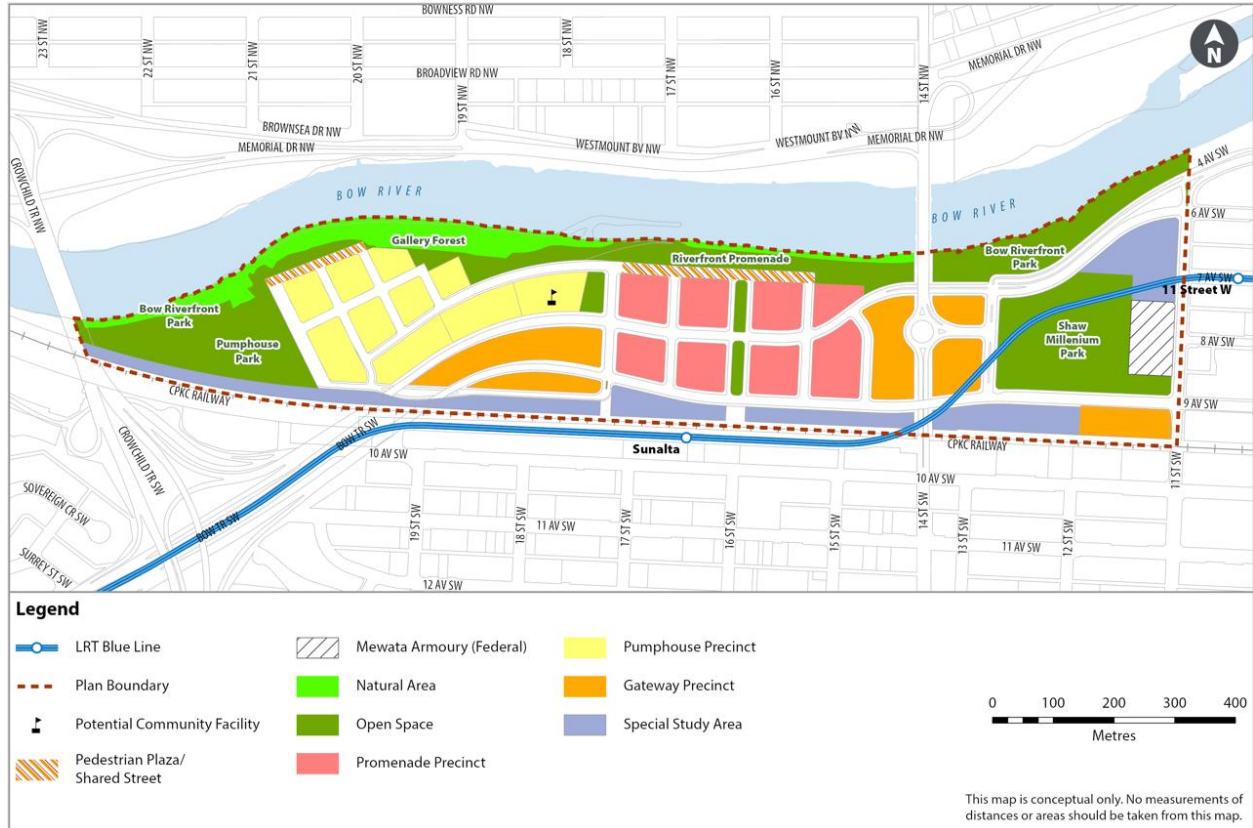 BOWNESS RD NW
23 ST NW
22 ST NW
21 ST NW
20 ST NW
19 ST NW
18 ST NW
17 ST NW
16 ST NW
14 ST NW
MEMORIAL DR NW
N
BROADVIEW RD NW
BROWNSEA DR NW
MEMORIAL DR NW
WESTMOUNT BV NW
WESTMOUNT BV NW
MEMORIAL DR NW
CROWCHILD TR NW
BOW RIVER
BOW RIVER
4 AV SW
6 AV SW
7 AV SW
11 Street W
8 AV SW
9 AV SW
11 ST SW
Gallery Forest
Riverfront Promenade
Bow Riverfront
Park
Bow Riverfront
Park
Pumphouse
Park
Shaw
Millenium
Park
CPKC RAILWAY
CPKC RAILWAY
Sunalta
BOW TR SW
10 AV SW
10 AV SW
CROWCHILD TR SW
SOVEREIGN CR SW
SURREY ST SW
BOW TR SW
19 ST SW
18 ST SW
17 ST SW
16 ST SW
15 ST SW
14 ST SW
13 ST SW
12 ST SW
11 AV SW
11 AV SW
12 AV SW
Legend
LRT Blue Line
Plan Boundary
Potential Community Facility
Pedestrian Plaza/
Shared Street
Mewata Armoury (Federal)
Natural Area
Open Space
Promenade Precinct
Pumphouse Precinct
Gateway Precinct
Special Study Area
0 100 200 300 400
Metres
This map is conceptual only. No measurements of
distances or areas should be taken from this map.